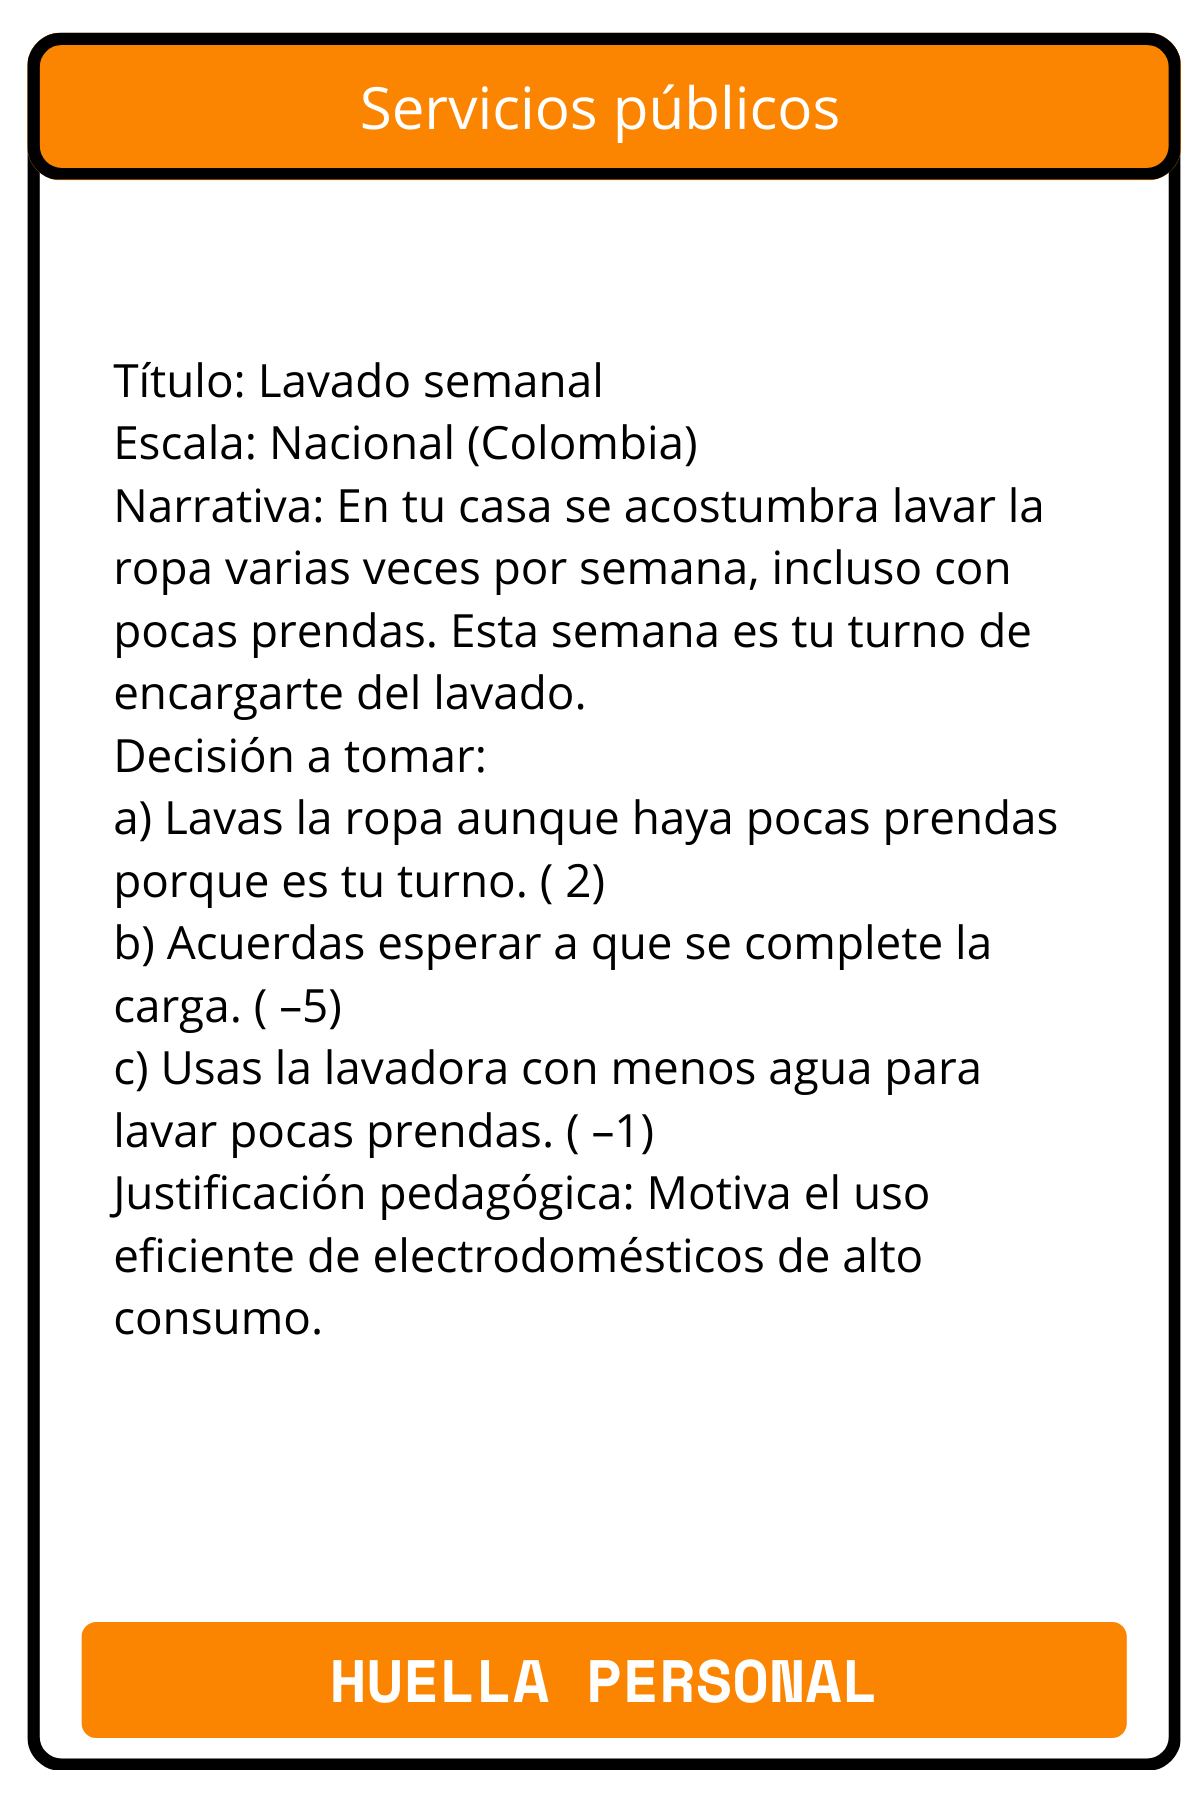 Servicios públicos
Título: Lavado semanal
Escala: Nacional (Colombia)
Narrativa: En tu casa se acostumbra lavar la
ropa varias veces por semana, incluso con
pocas prendas. Esta semana es tu turno de
encargarte del lavado.
Decisión a tomar:
a) Lavas la ropa aunque haya pocas prendas
porque es tu turno. ( 2)
b) Acuerdas esperar a que se complete la
carga. ( –5)
c) Usas la lavadora con menos agua para
lavar pocas prendas. ( –1)
Justificación pedagógica: Motiva el uso
eficiente de electrodomésticos de alto
consumo.
HUELLA PERSONAL